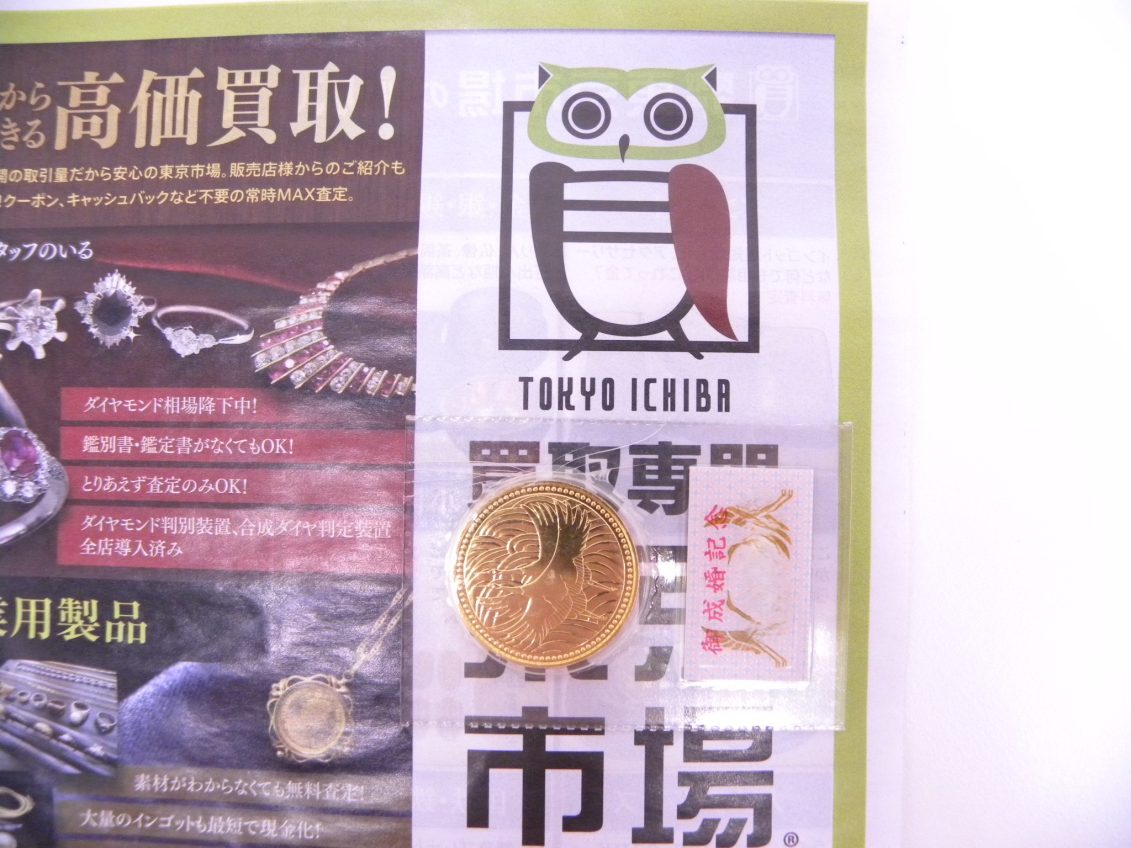 から
きる
高価買取!
間の取引量だから安心の東京市場。販売店様からのご紹介も
クーポン、キャッシュバックなど不要の常時MAX査定。
タッフのいる
ダイヤモンド相場降下中!
鑑別書・鑑定書がなくてもOK!
とりあえず査定のみOK!
ダイヤモンド判別装置、合成ダイヤ判定装置
全店導入済み
業用製品
素材がわからなくても無料査定!
大量のインゴットも最短で現金化!
買
TOKYO ICHIBA
買取専門
市場®
御成婚記念